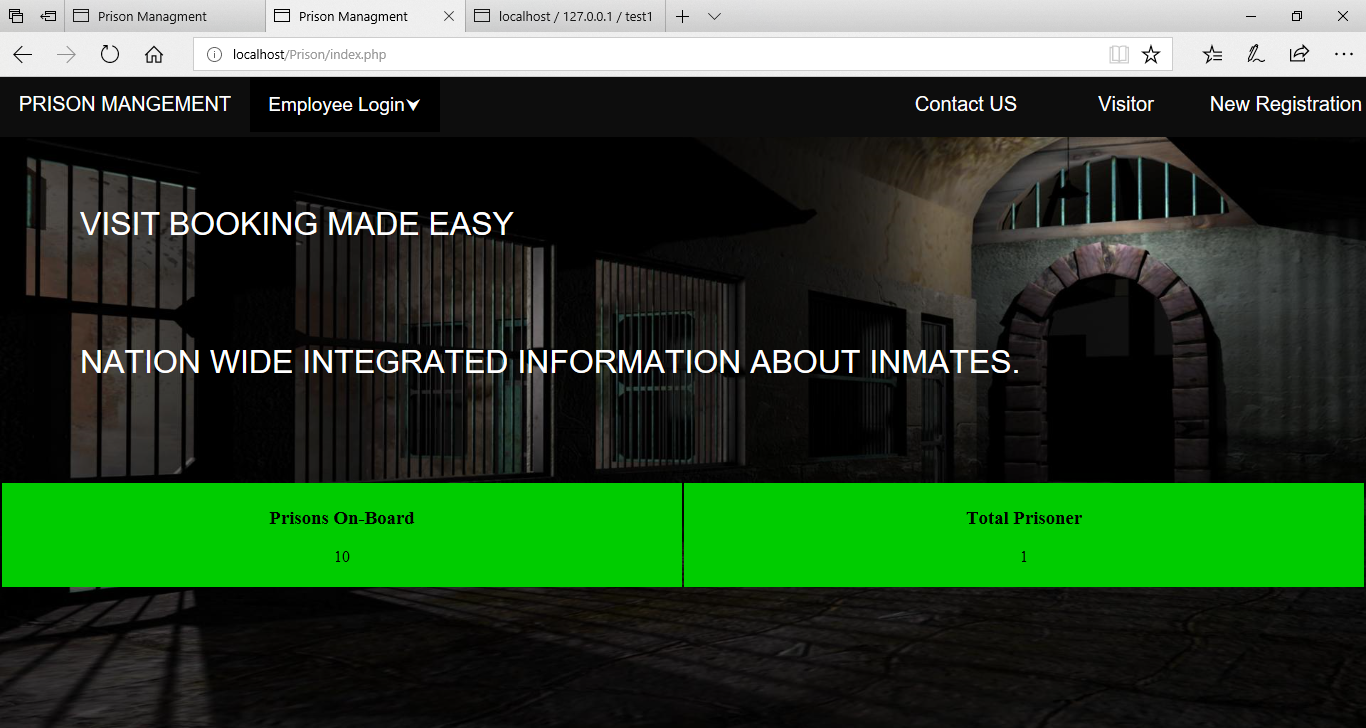 Prison Managment
Prison Managment
localhost / 127.0.0.1 / test1
localhost/Prison/index.php
PRISON MANGEMENT
Employee Login
Contact US
Visitor
New Registration
VISIT BOOKING MADE EASY
NATION WIDE INTEGRATED INFORMATION ABOUT INMATES.
Prisons On-Board
10
Total Prisoner
1